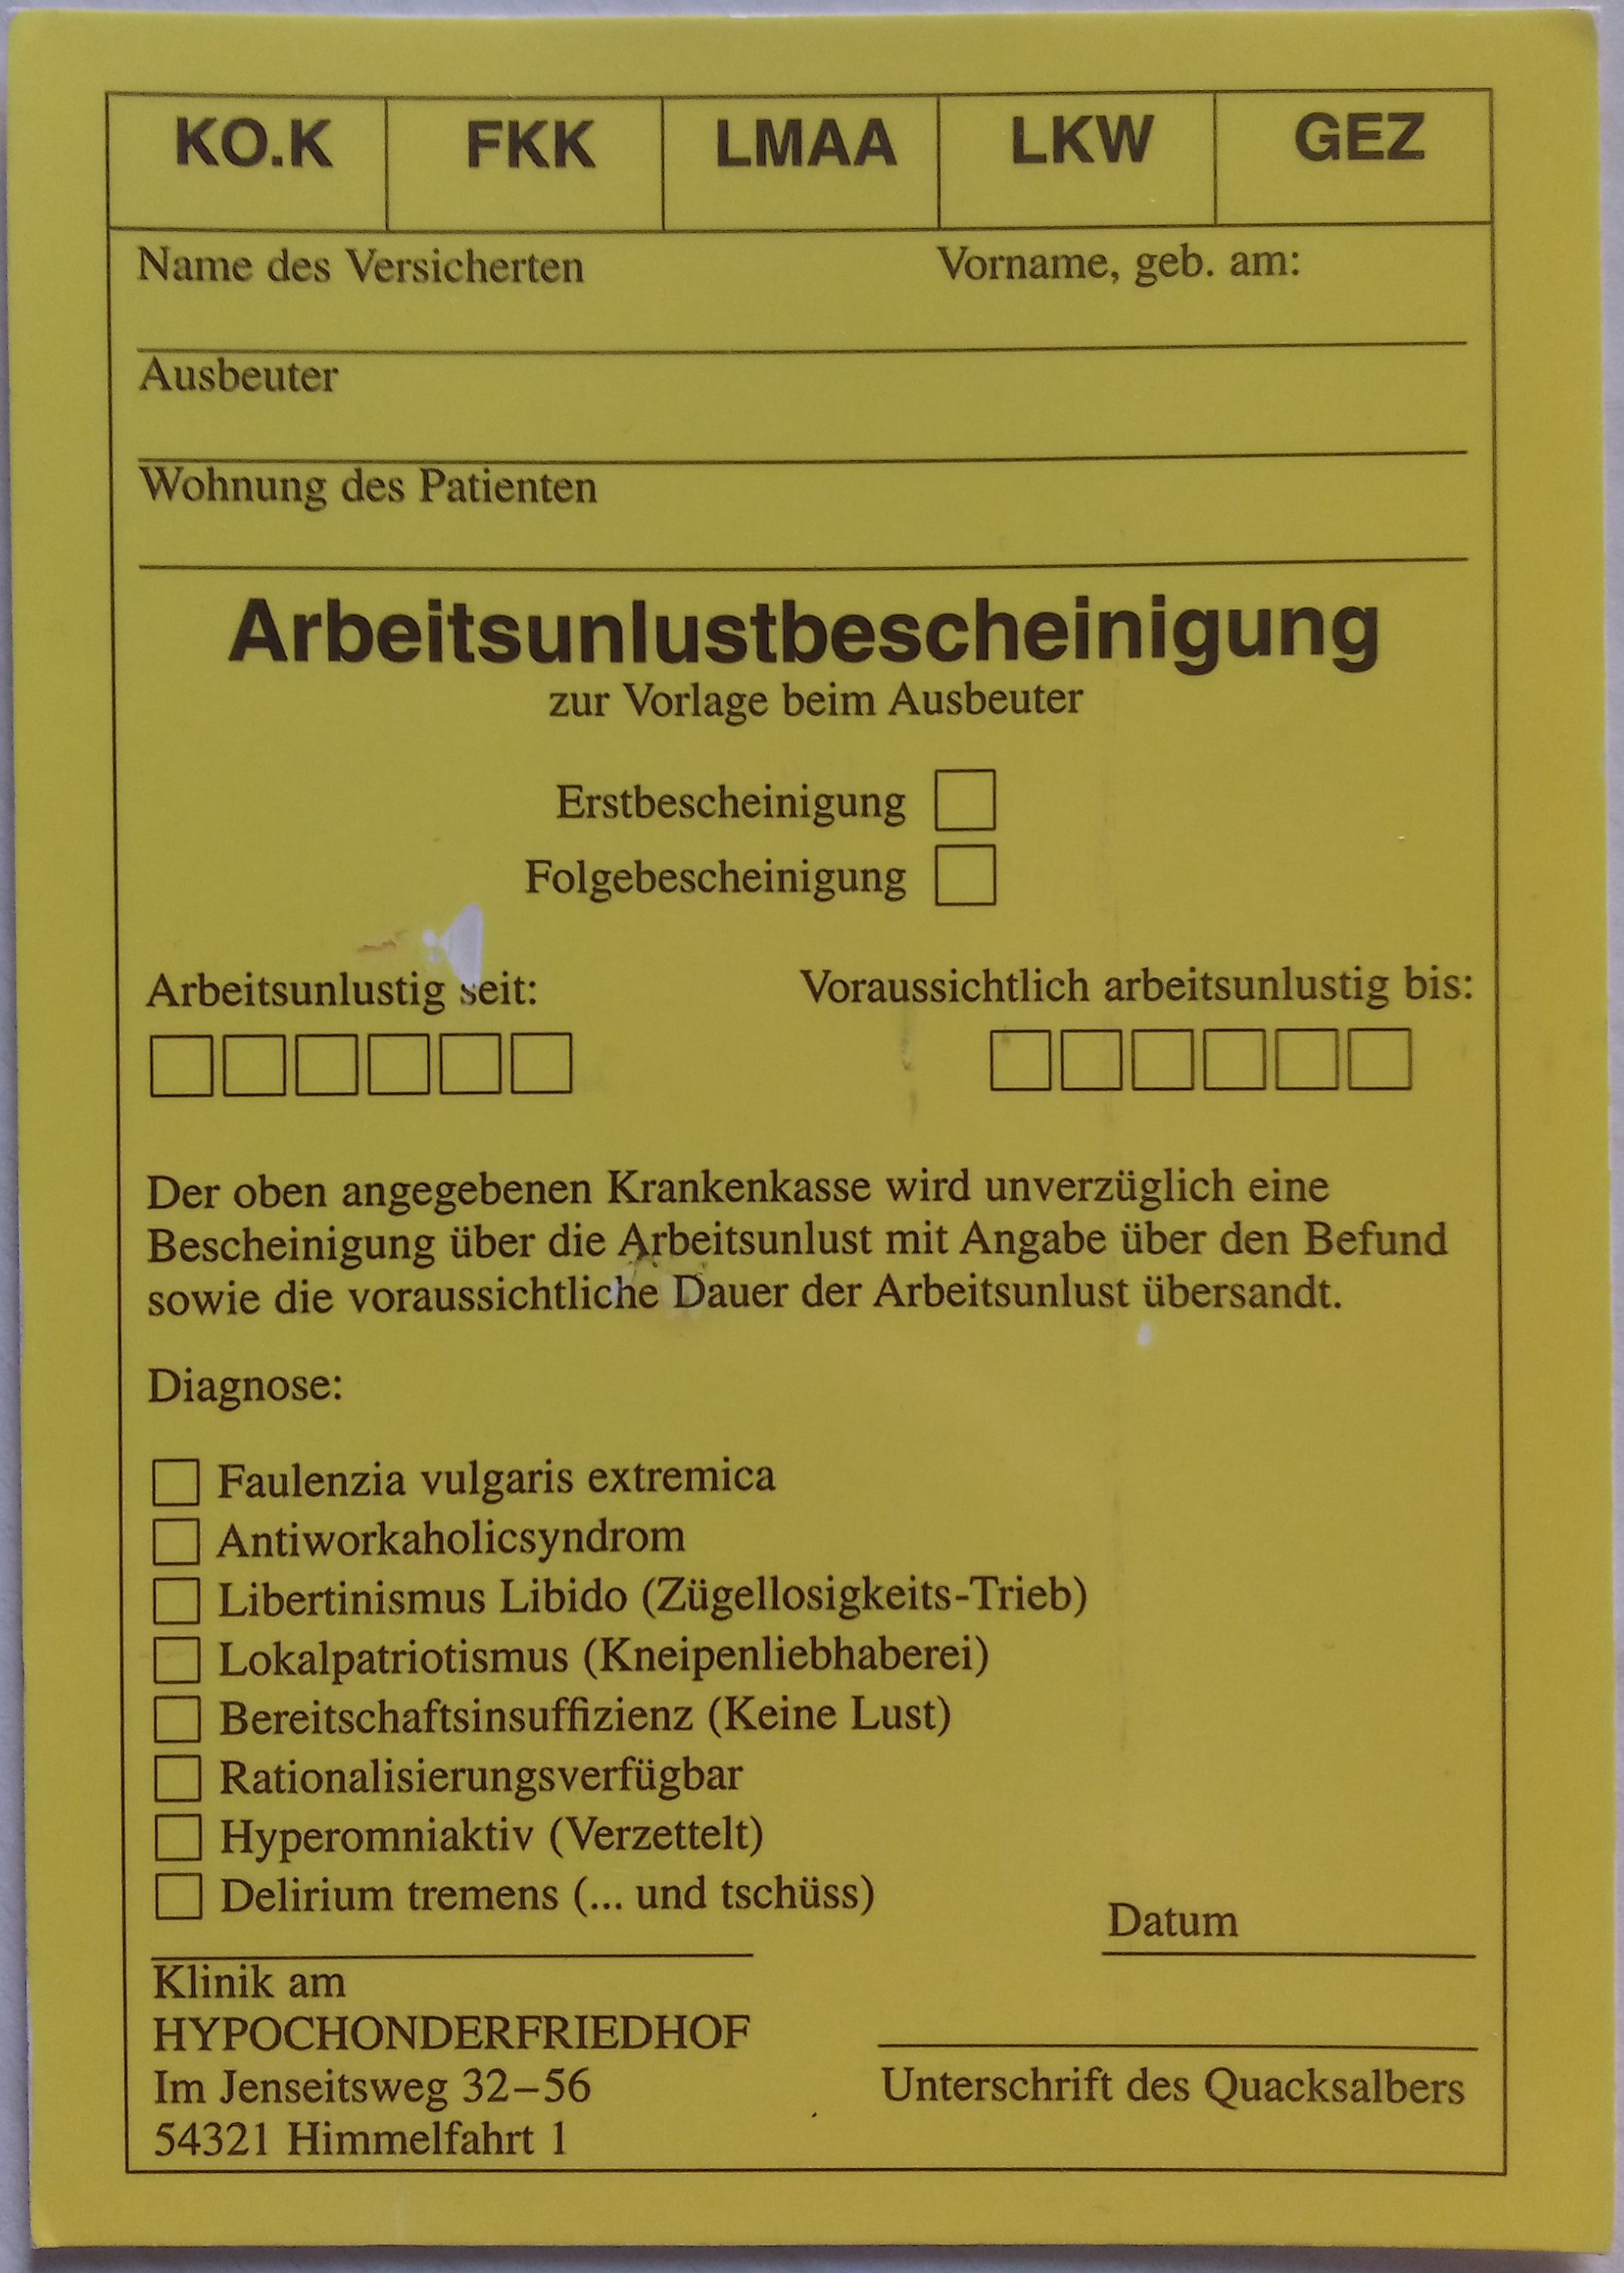 KO.K FKK LMAA LKW GEZ
Name des Versicherten Vorname, geb. am:
Ausbeuter
Wohnung des Patienten
Arbeitsunlustbescheinigung
zur Vorlage beim Ausbeuter
Erstbescheinigung
Folgebescheinigung
Arbeitsunlustig seit: Voraussichtlich arbeitsunlustig bis:
Der oben angegebenen Krankenkasse wird unverzüglich eine
Bescheinigung über die Arbeitsunlust mit Angabe über den Befund
sowie die voraussichtliche Dauer der Arbeitsunlust übersandt.
Diagnose:
Faulenzia vulgaris extremica
Antiworkaholicsyndrom
Libertinismus Libido (Zügellosigkeits-Trieb)
Lokalpatriotismus (Kneipenliebhaberei)
Bereitschaftsinsuffizienz (Keine Lust)
Rationalisierungsverfügbar
Hyperomniaktiv (Verzettelt)
Delirium tremens (... und tschüss)
Datum
Klinik am
HYPOCHONDERFRIEDHOF
Im Jenseitsweg 32–56
54321 Himmelfahrt 1
Unterschrift des Quacksalbers